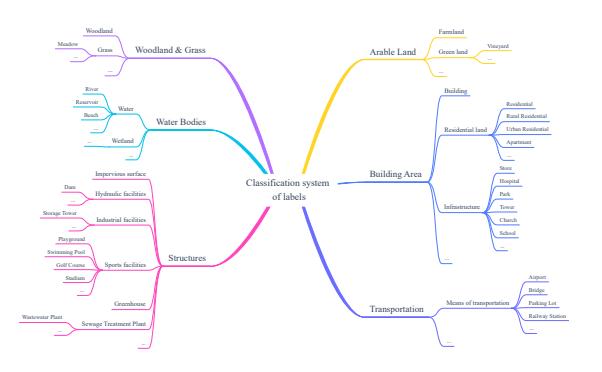 Classification system
of labels
Woodland & Grass
Woodland
Grass
Meadow
...
...
Water Bodies
Water
River
Reservoir
Beach
...
Wetland
...
...
Structures
Impervious surface
Hydraulic facilities
Dam
...
Industrial facilities
Storage Tower
...
Sports facilities
Playground
Swimming Pool
Golf Course
Stadium
...
Greenhouse
Sewage Treatment Plant
Wastewater Plant
...
...
Arable Land
Farmland
Green land
Vineyard
...
...
Building Area
Building
Residential land
Residential
Rural Residential
Urban Residential
Apartment
...
Infrastructure
Store
Hospital
Park
Tower
Church
School
...
...
Transportation
Means of transportation
Airport
Bridge
Parking Lot
Railway Station
...
...